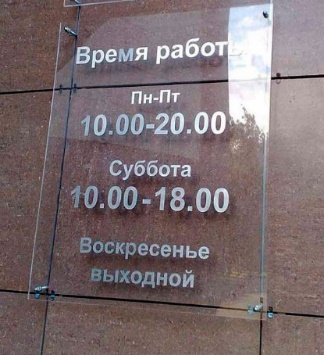 Время работы
Пн-Пт
10.00-20.00
Суббота
10.00-18.00
Воскресенье
выходной